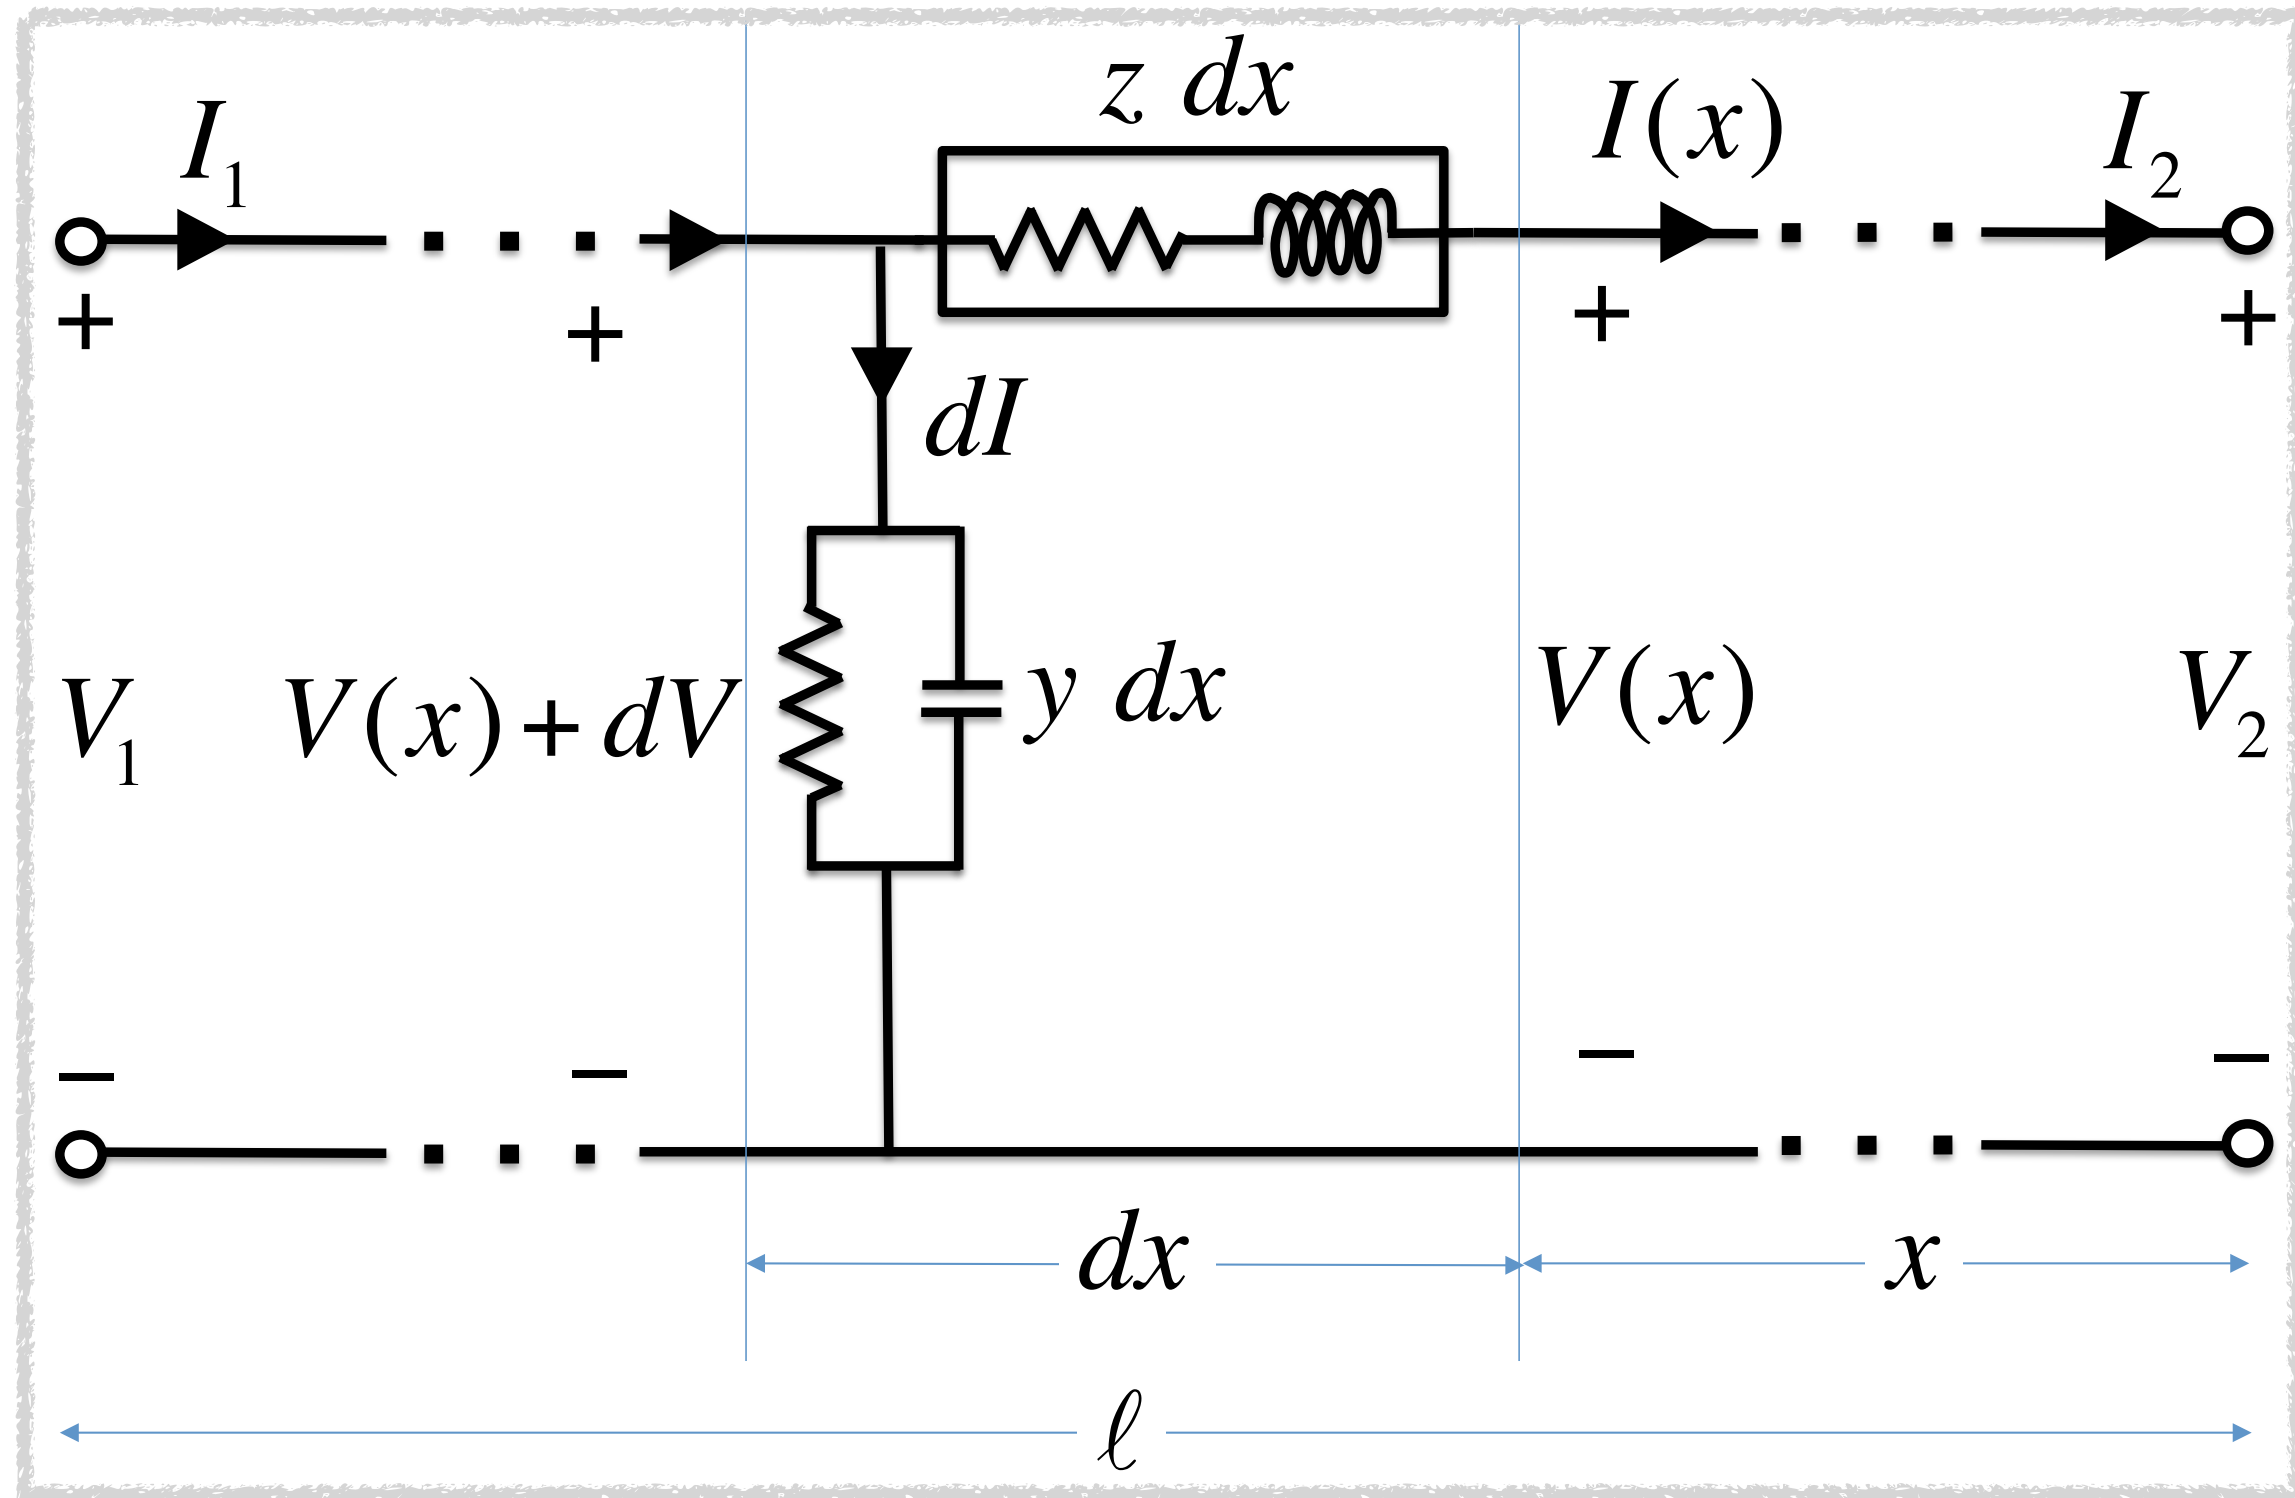 z dx
I₁
I(x)
I₂
+
+
+
+
dI
V₁
V(x) + dV
y dx
V(x)
V₂
−
−
−
−
dx
x
ℓ